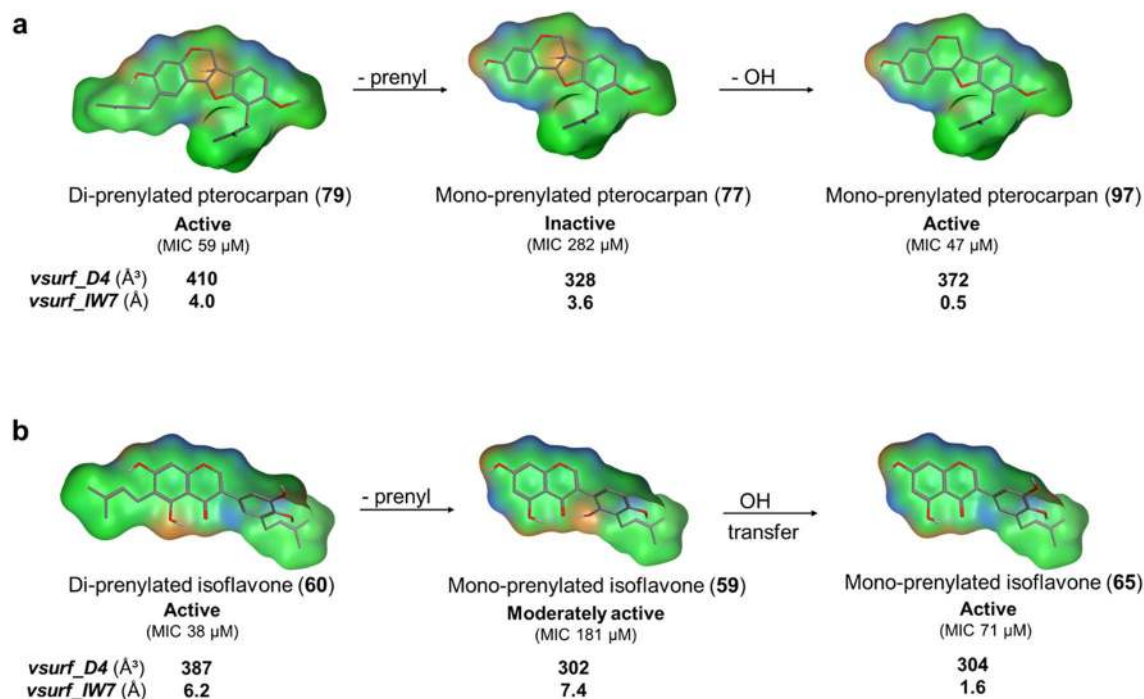 a
- prenyl
- OH
Di-prenylated pterocarpan (79)
Mono-prenylated pterocarpan (77)
Mono-prenylated pterocarpan (97)
Active
Inactive
Active
(MIC 59 µM)
(MIC 282 µM)
(MIC 47 µM)
vsurf_D4 (Å³) 410 328 372
vsurf_IW7 (Å) 4.0 3.6 0.5
b
- prenyl
OH
transfer
Di-prenylated isoflavone (60)
Mono-prenylated isoflavone (59)
Mono-prenylated isoflavone (65)
Active
Moderately active
Active
(MIC 38 µM)
(MIC 181 µM)
(MIC 71 µM)
vsurf_D4 (Å³) 387 302 304
vsurf_IW7 (Å) 6.2 7.4 1.6